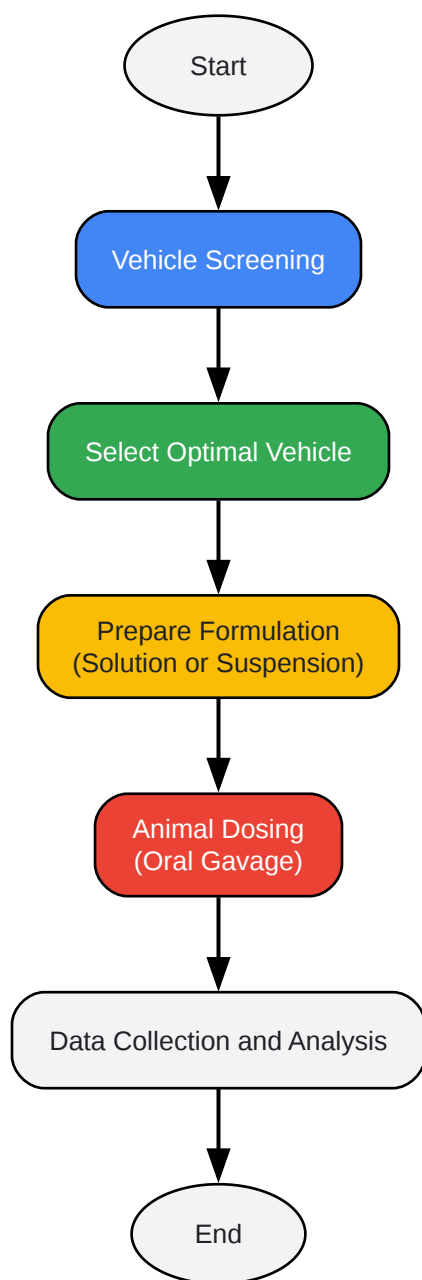 Start
Vehicle Screening
Select Optimal Vehicle
Prepare Formulation
(Solution or Suspension)
Animal Dosing
(Oral Gavage)
Data Collection and Analysis
End